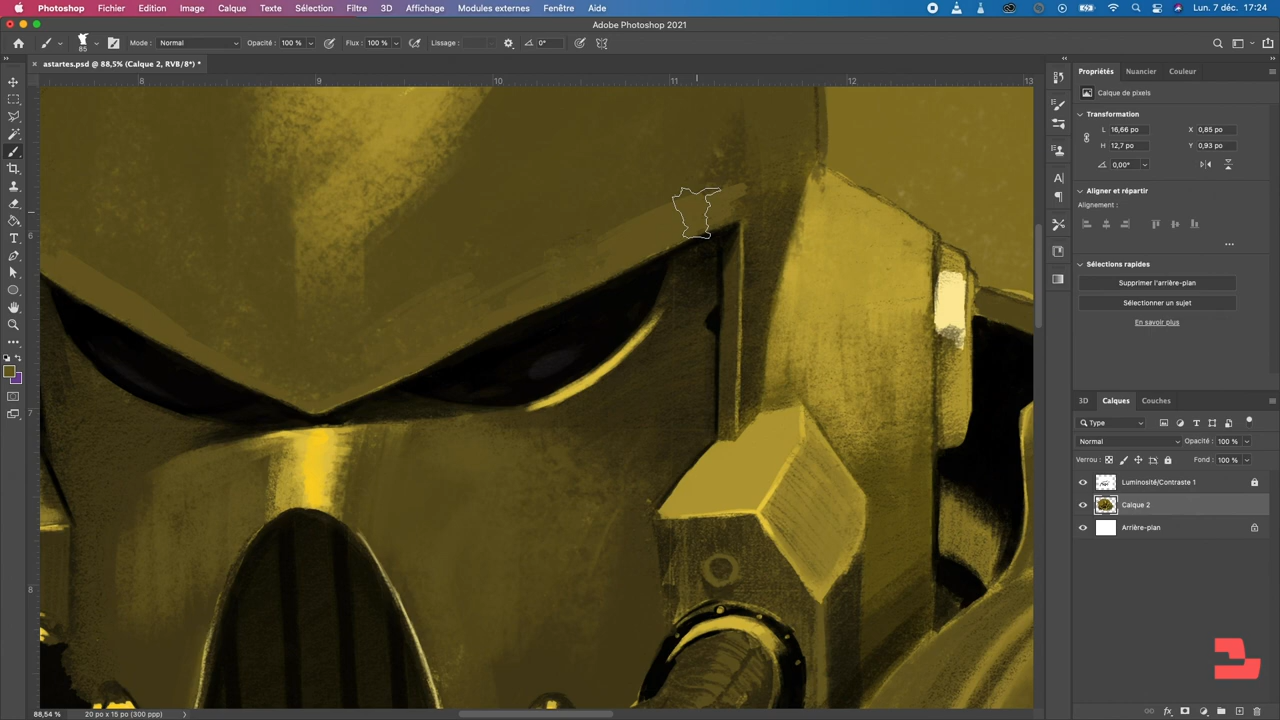 Photoshop Fichier Edition Image Calque Texte Sélection Filtre 3D Affichage Modules externes Fenêtre Aide Lun. 7 déc. 17:24
Adobe Photoshop 2021
85 Mode : Normal Opacité : 100 % Flux : 100 % Lissage : 0°
astartes.psd @ 88,5% (Calque 2, RVB/8*) *
8 9 10 11 12 13
6
7
8
Propriétés Nuancier Couleur
Calque de pixels
Transformation
L 16,66 po X 0,85 po
H 12,7 po Y 0,93 po
0,00°
Aligner et répartir
Alignement :
Sélections rapides
Supprimer l'arrière-plan
Sélectionner un sujet
En savoir plus
3D Calques Couches
Type
Normal Opacité : 100 %
Verrou : Fond : 100 %
Luminosité/Contraste 1
Calque 2
Arrière-plan
88,54 % 20 po x 15 po (300 ppp)